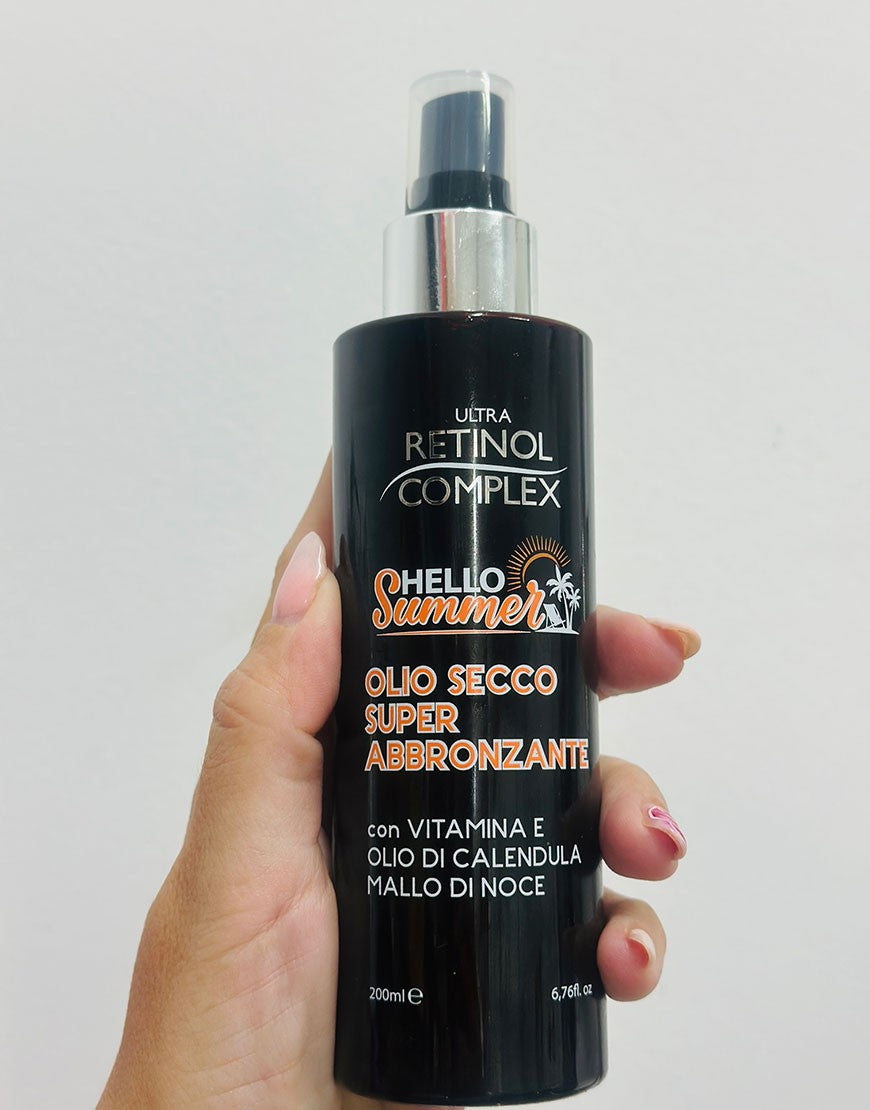 ULTRA
RETINOL
COMPLEX
HELLO
Summer
OLIO SECCO
SUPER
ABBRONZANTE
con VITAMINA E
OLIO DI CALENDULA
MALLO DI NOCE
200ml e 6,76fl. oz